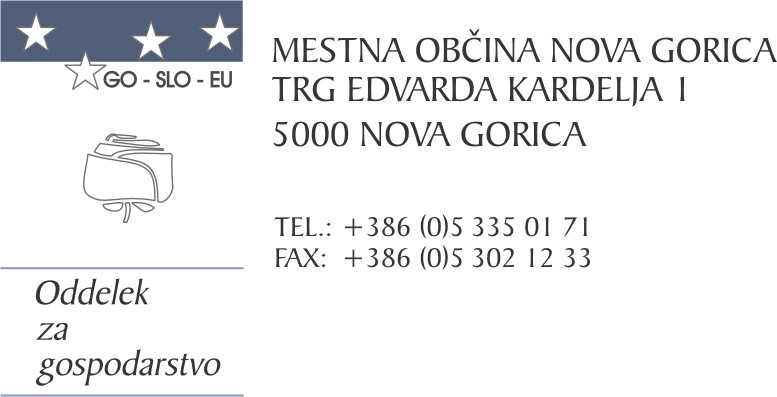 GO - SLO - EU
Oddelek
za
gospodarstvo
MESTNA OBČINA NOVA GORICA
TRG EDVARDA KARDELJA 1
5000 NOVA GORICA
TEL.: +386 (0)5 335 01 71
FAX: +386 (0)5 302 12 33